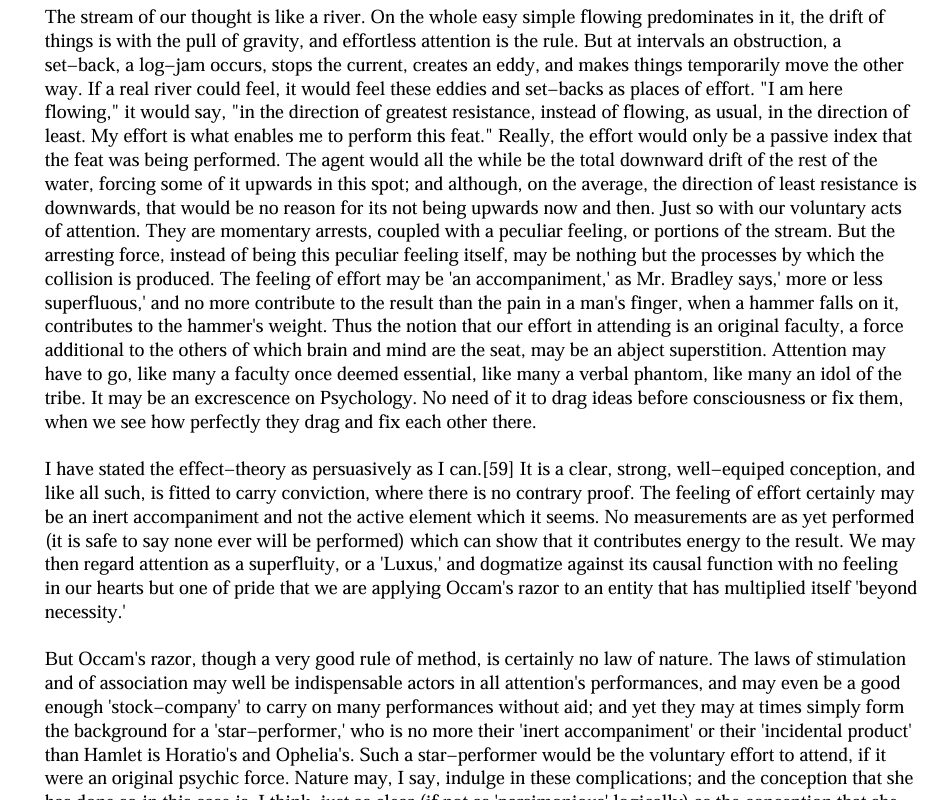 The stream of our thought is like a river. On the whole easy simple flowing predominates in it, the drift of
things is with the pull of gravity, and effortless attention is the rule. But at intervals an obstruction, a
set−back, a log−jam occurs, stops the current, creates an eddy, and makes things temporarily move the other
way. If a real river could feel, it would feel these eddies and set−backs as places of effort. "I am here
flowing," it would say, "in the direction of greatest resistance, instead of flowing, as usual, in the direction of
least. My effort is what enables me to perform this feat." Really, the effort would only be a passive index that
the feat was being performed. The agent would all the while be the total downward drift of the rest of the
water, forcing some of it upwards in this spot; and although, on the average, the direction of least resistance is
downwards, that would be no reason for its not being upwards now and then. Just so with our voluntary acts
of attention. They are momentary arrests, coupled with a peculiar feeling, or portions of the stream. But the
arresting force, instead of being this peculiar feeling itself, may be nothing but the processes by which the
collision is produced. The feeling of effort may be 'an accompaniment,' as Mr. Bradley says,' more or less
superfluous,' and no more contribute to the result than the pain in a man's finger, when a hammer falls on it,
contributes to the hammer's weight. Thus the notion that our effort in attending is an original faculty, a force
additional to the others of which brain and mind are the seat, may be an abject superstition. Attention may
have to go, like many a faculty once deemed essential, like many a verbal phantom, like many an idol of the
tribe. It may be an excrescence on Psychology. No need of it to drag ideas before consciousness or fix them,
when we see how perfectly they drag and fix each other there.
I have stated the effect−theory as persuasively as I can.[59] It is a clear, strong, well−equiped conception, and
like all such, is fitted to carry conviction, where there is no contrary proof. The feeling of effort certainly may
be an inert accompaniment and not the active element which it seems. No measurements are as yet performed
(it is safe to say none ever will be performed) which can show that it contributes energy to the result. We may
then regard attention as a superfluity, or a 'Luxus,' and dogmatize against its causal function with no feeling
in our hearts but one of pride that we are applying Occam's razor to an entity that has multiplied itself 'beyond
necessity.'
But Occam's razor, though a very good rule of method, is certainly no law of nature. The laws of stimulation
and of association may well be indispensable actors in all attention's performances, and may even be a good
enough 'stock−company' to carry on many performances without aid; and yet they may at times simply form
the background for a 'star−performer,' who is no more their 'inert accompaniment' or their 'incidental product'
than Hamlet is Horatio's and Ophelia's. Such a star−performer would be the voluntary effort to attend, if it
were an original psychic force. Nature may, I say, indulge in these complications; and the conception that she